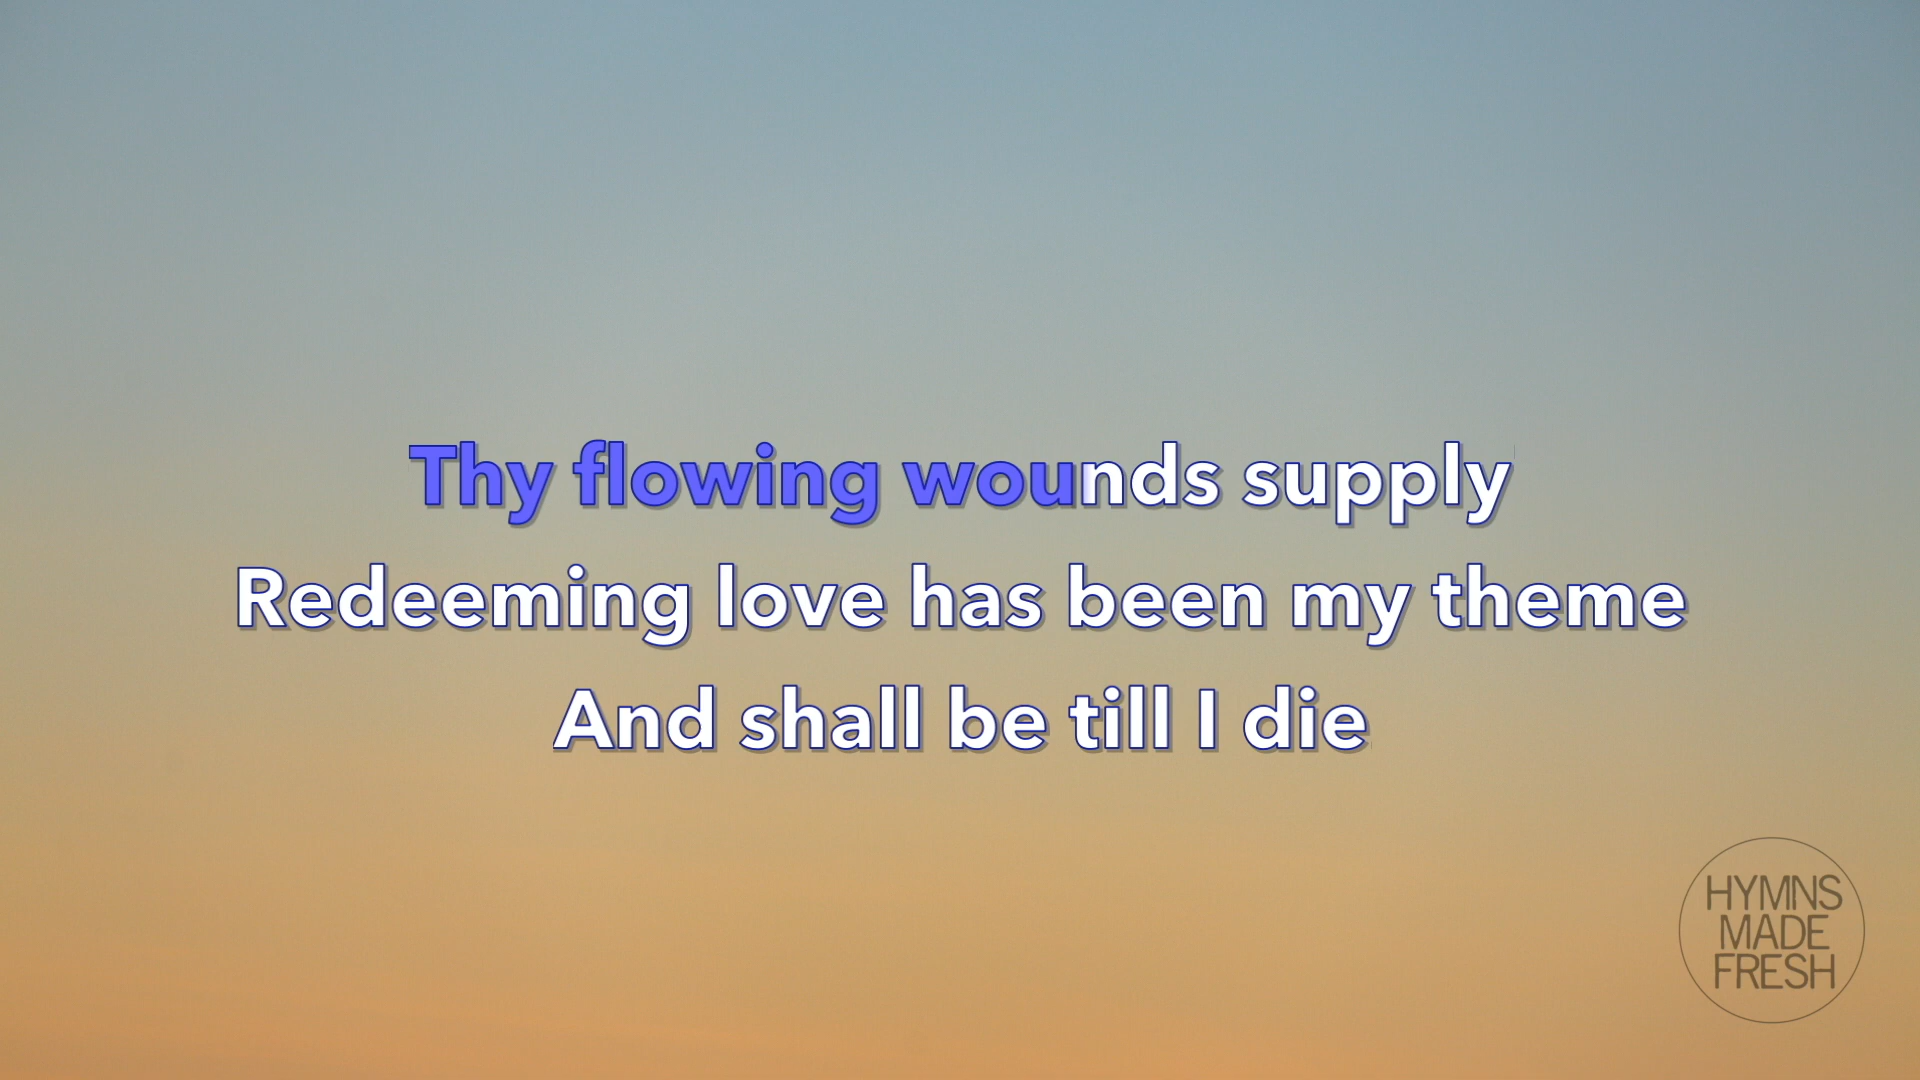 Thy flowing wounds supply
Redeeming love has been my theme
And shall be till I die
HYMNS
MADE
FRESH